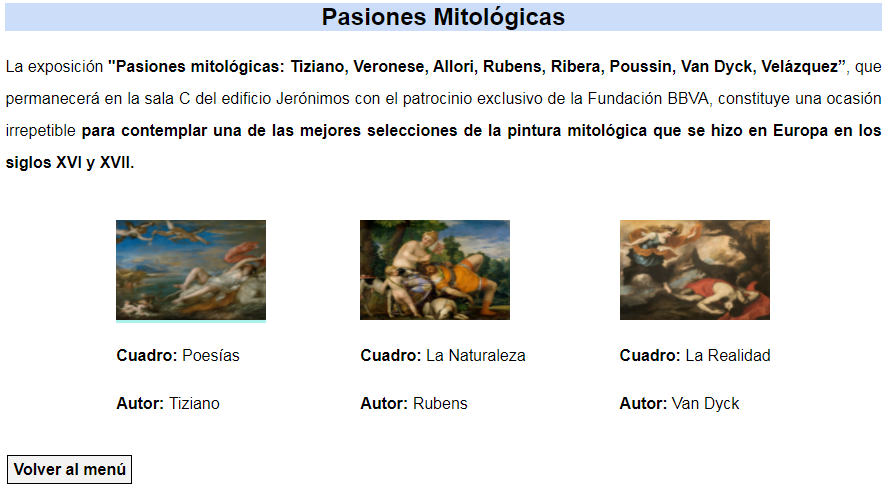 Pasiones Mitológicas
La exposición "Pasiones mitológicas: Tiziano, Veronese, Allori, Rubens, Ribera, Poussin, Van Dyck, Velázquez”, que
permanecerá en la sala C del edificio Jerónimos con el patrocinio exclusivo de la Fundación BBVA, constituye una ocasión
irrepetible para contemplar una de las mejores selecciones de la pintura mitológica que se hizo en Europa en los
siglos XVI y XVII.
Cuadro: Poesías
Autor: Tiziano
Cuadro: La Naturaleza
Autor: Rubens
Cuadro: La Realidad
Autor: Van Dyck
Volver al menú